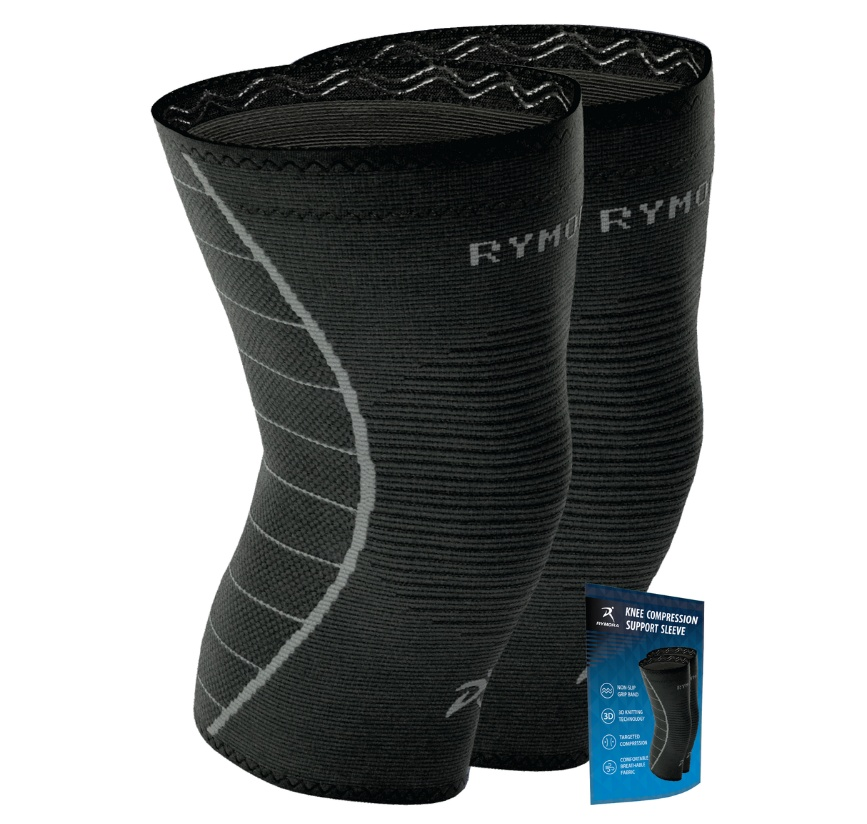 RYMO
RYMO
RYMORA
KNEE COMPRESSION
SUPPORT SLEEVE
NON-SLIP
GRIP BAND
3D
3D KNITTING
TECHNOLOGY
TARGETED
COMPRESSION
COMFORTABLE
BREATHABLE
FABRIC